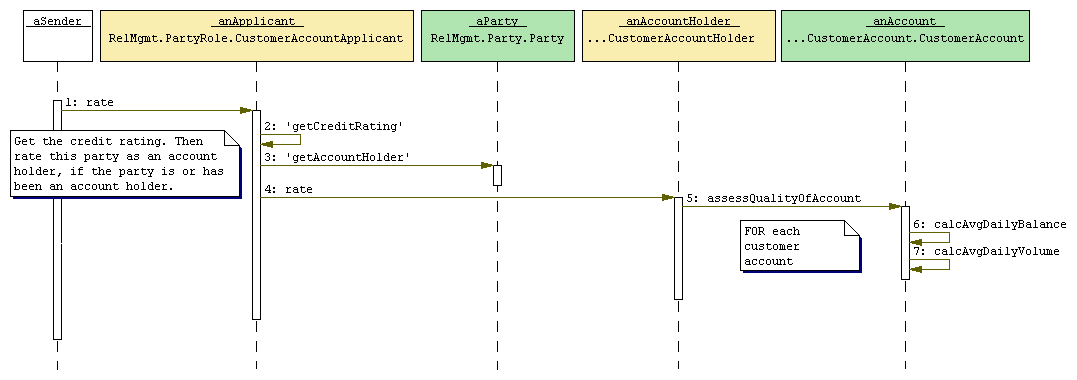 aSender
anApplicant
RelMgmt.PartyRole.CustomerAccountApplicant
aParty
RelMgmt.Party.Party
anAccountHolder
...CustomerAccountHolder
anAccount
...CustomerAccount.CustomerAccount
1: rate
2: 'getCreditRating'
Get the credit rating. Then
rate this party as an account
holder, if the party is or has
been an account holder.
3: 'getAccountHolder'
4: rate
5: assessQualityOfAccount
FOR each
customer
account
6: calcAvgDailyBalance
7: calcAvgDailyVolume